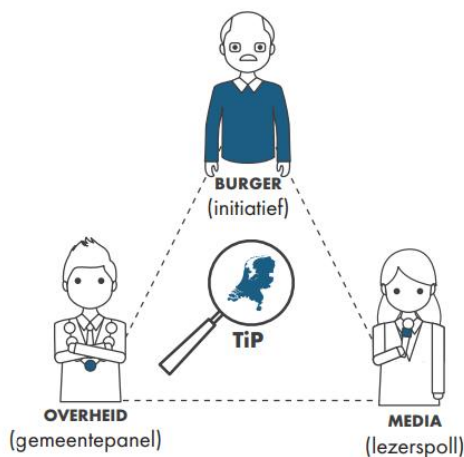 BURGER
(initiatief)
TiP
OVERHEID
(gemeentepanel)
MEDIA
(lezerspoll)